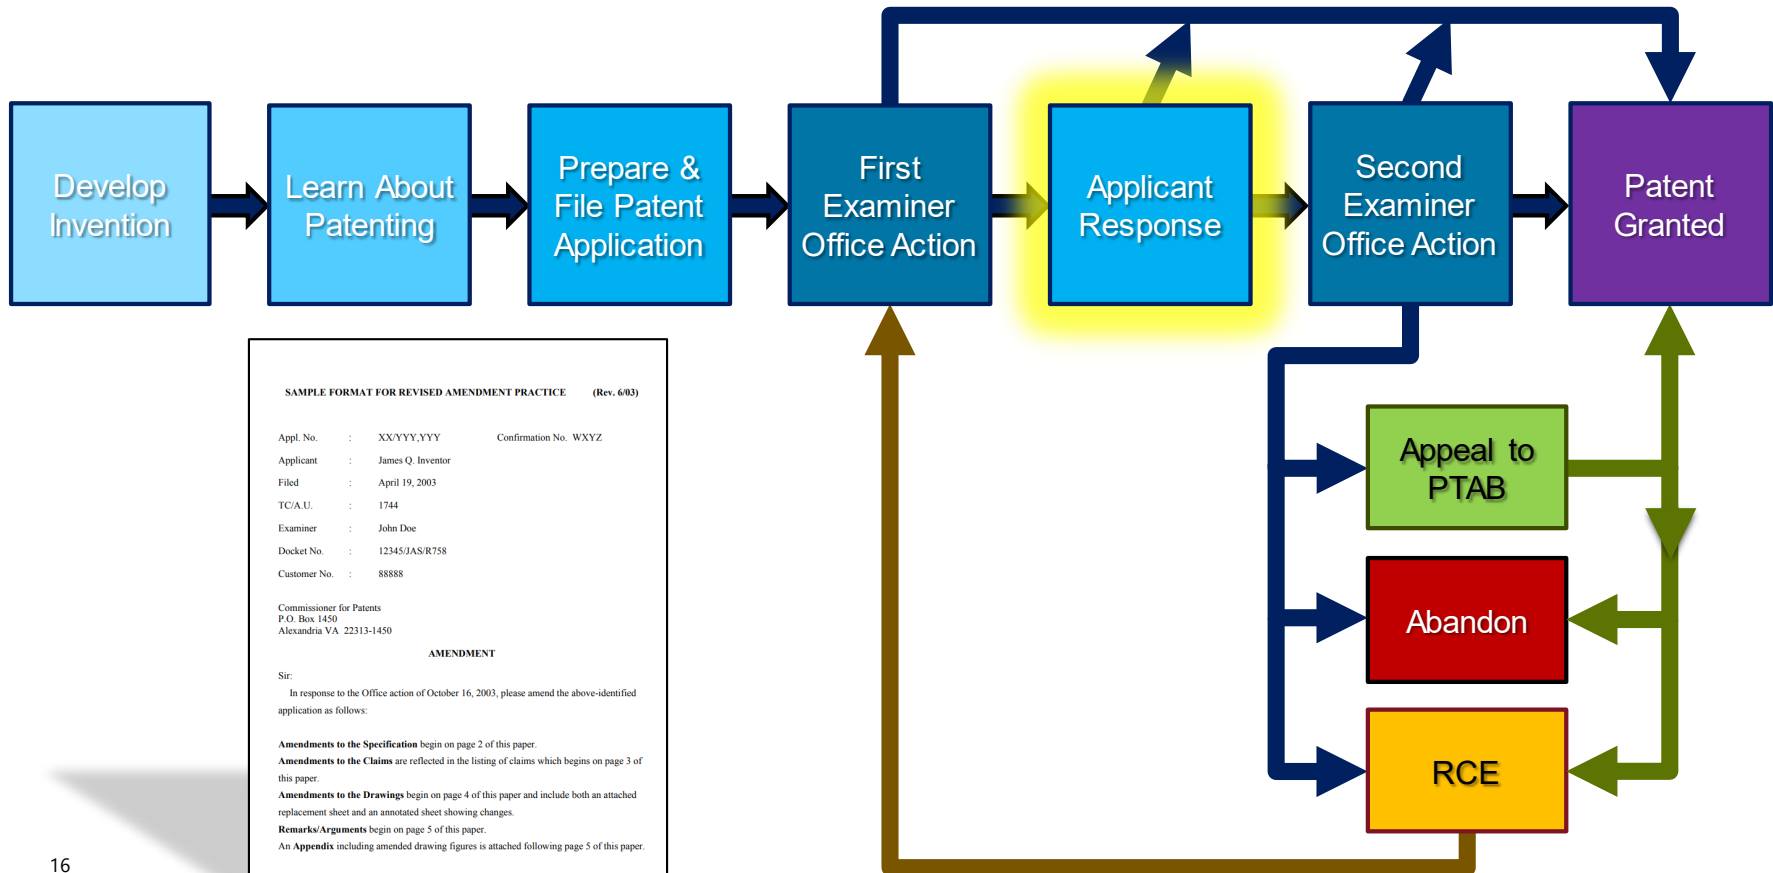 Develop
Invention
Learn About
Patenting
Prepare &
File Patent
Application
First
Examiner
Office Action
Applicant
Response
Second
Examiner
Office Action
Patent
Granted
Appeal to
PTAB
Abandon
RCE
SAMPLE FORMAT FOR REVISED AMENDMENT PRACTICE (Rev. 6/03)
Appl. No. : XX/YYY,YYY Confirmation No. WXYZ
Applicant : James Q. Inventor
Filed : April 19, 2003
TC/A.U. : 1744
Examiner : John Doe
Docket No. : 12345/JAS/R758
Customer No. : 88888
Commissioner for Patents
P.O. Box 1450
Alexandria VA 22313-1450
AMENDMENT
Sir:
In response to the Office action of October 16, 2003, please amend the above-identified
application as follows:
Amendments to the Specification begin on page 2 of this paper.
Amendments to the Claims are reflected in the listing of claims which begins on page 3 of
this paper.
Amendments to the Drawings begin on page 4 of this paper and include both an attached
replacement sheet and an annotated sheet showing changes.
Remarks/Arguments begin on page 5 of this paper.
An Appendix including amended drawing figures is attached following page 5 of this paper.
16